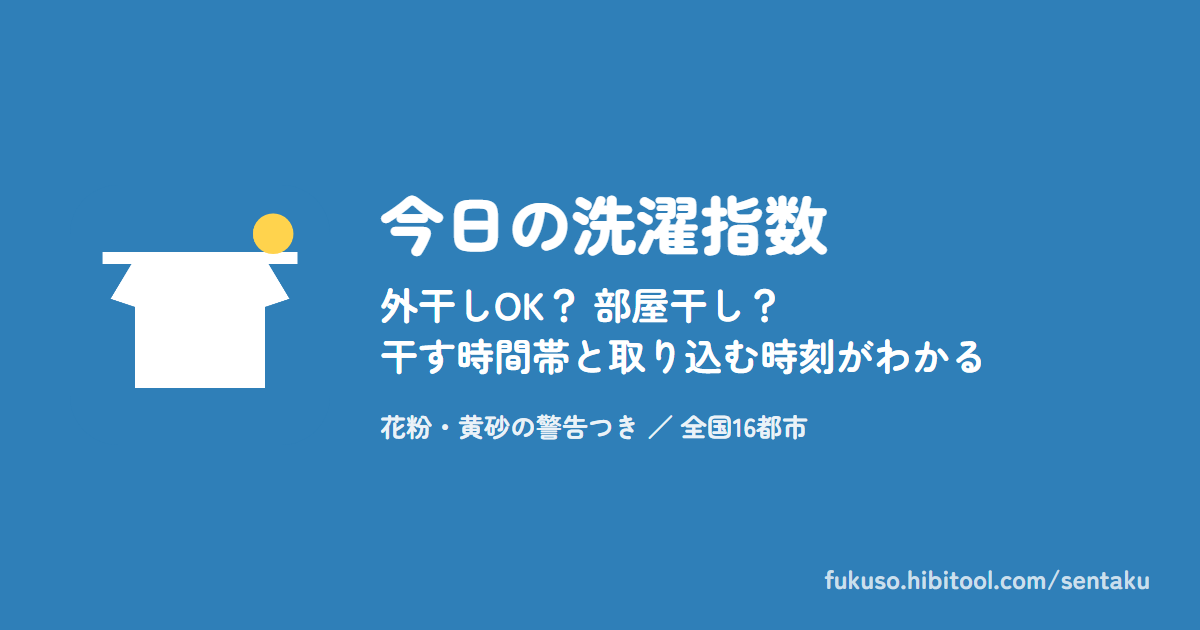 今日の洗濯指数
外干しOK？ 部屋干し？
干す時間帯と取り込む時刻がわかる
花粉・黄砂の警告つき ／ 全国16都市
fukuso.hibitool.com/sentaku